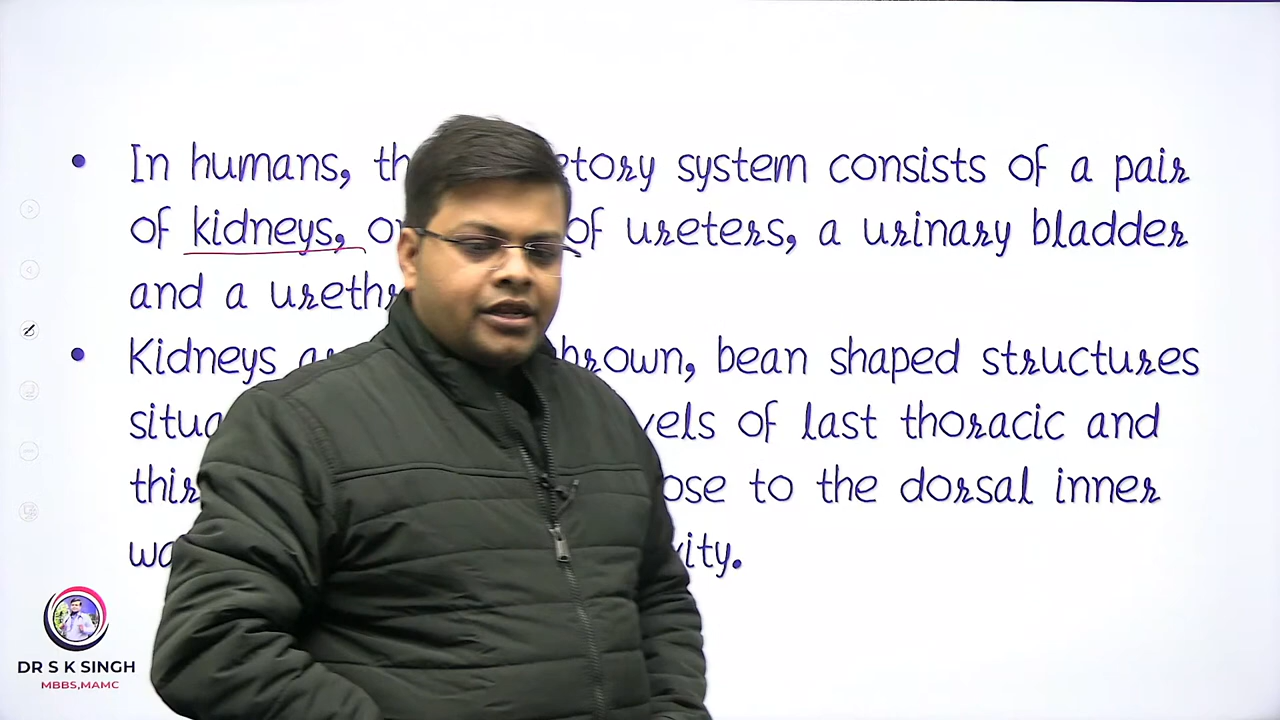 In humans, th etory system consists of a pair
of kidneys, o of ureters, a urinary bladder
and a urethr
Kidneys a brown, bean shaped structures
situa vels of last thoracic and
thir ose to the dorsal inner
wa vity.
DR S K SINGH
MBBS,MAMC